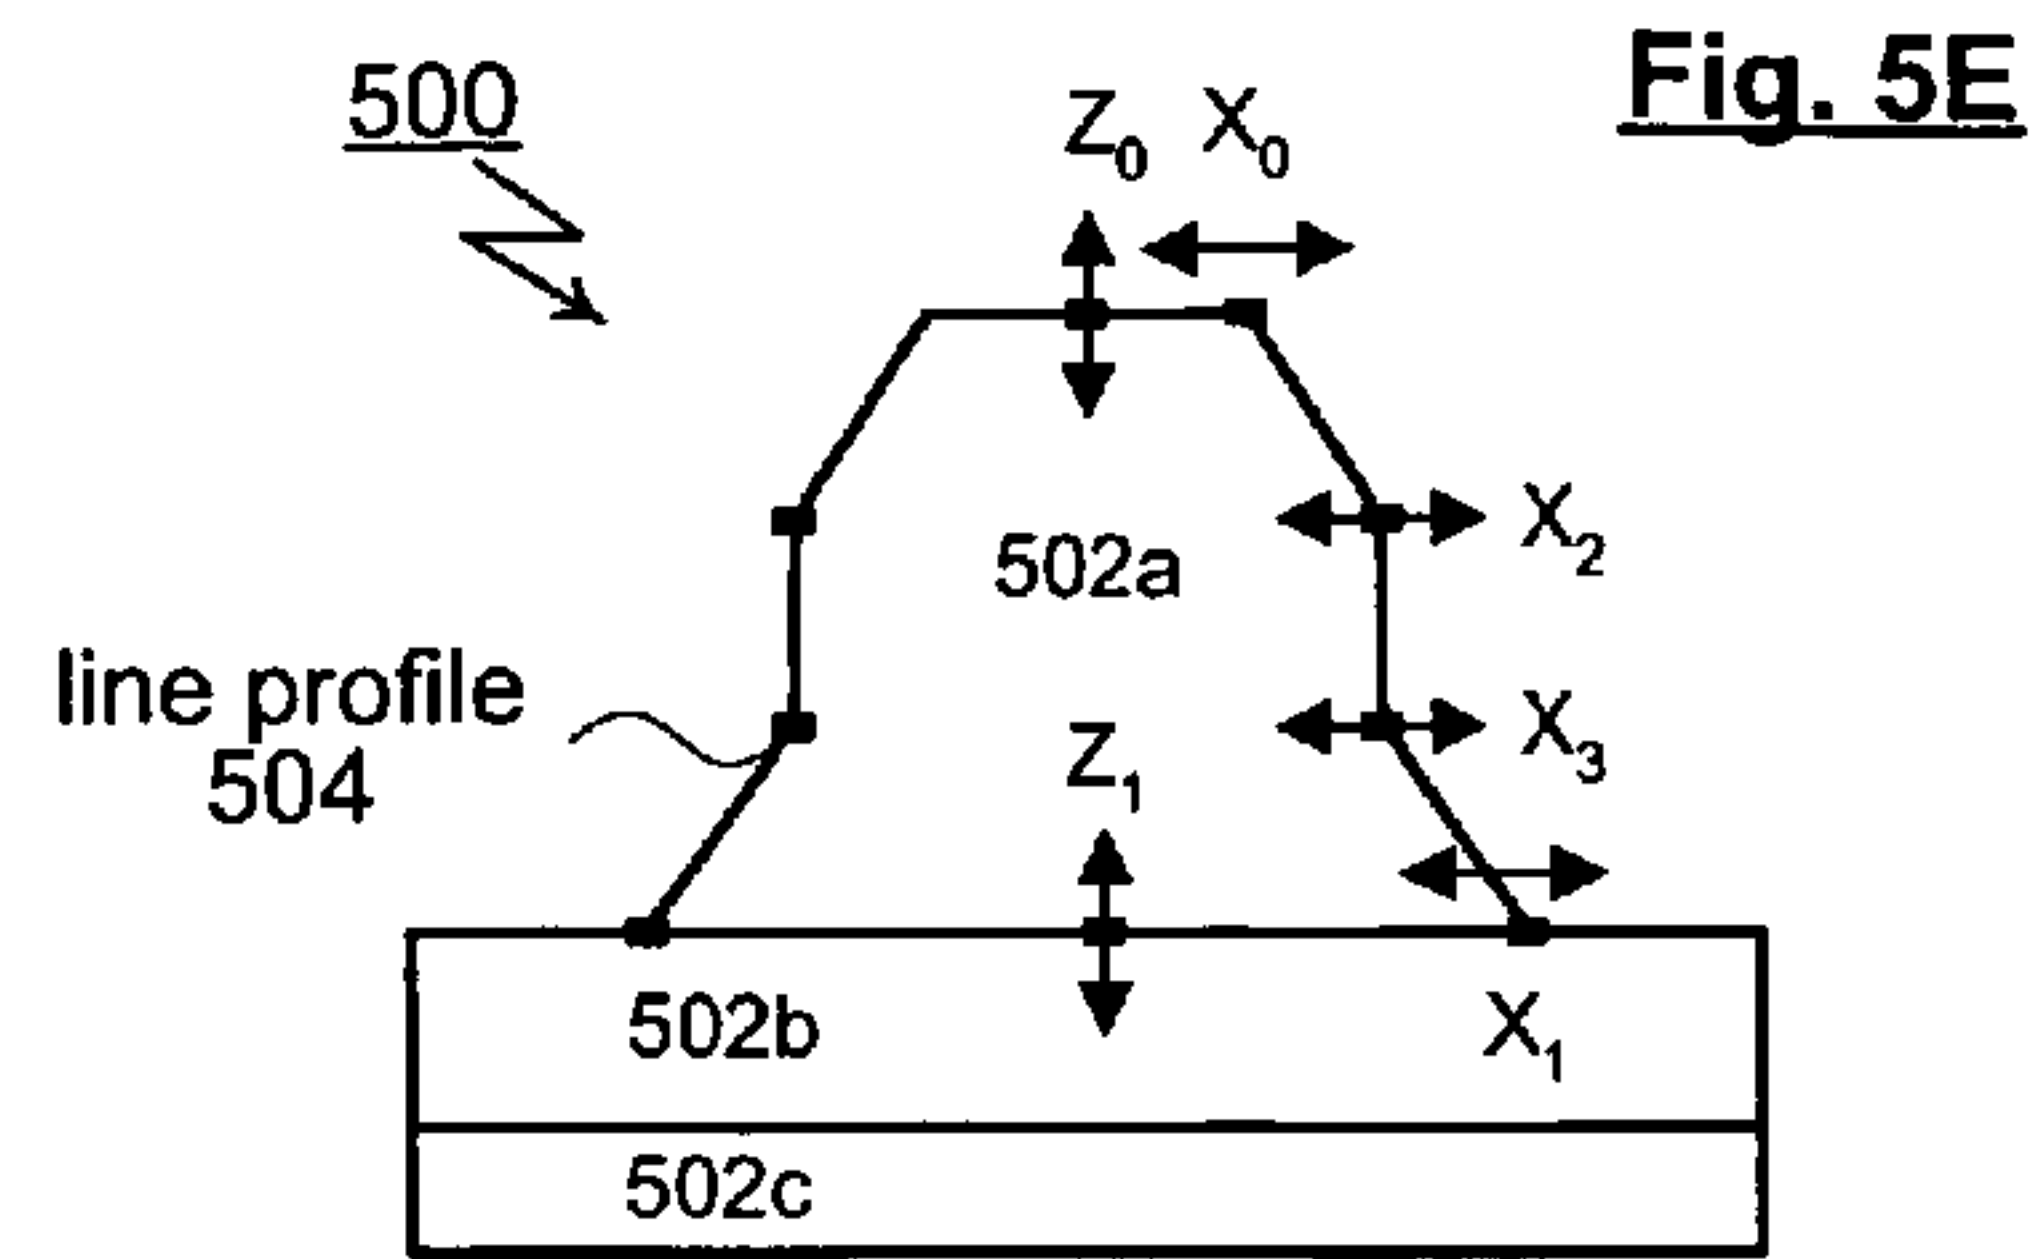 500
Z₀ X₀
Fig. 5E
502a
X₂
line profile
504
X₃
Z₁
502b
X₁
502c